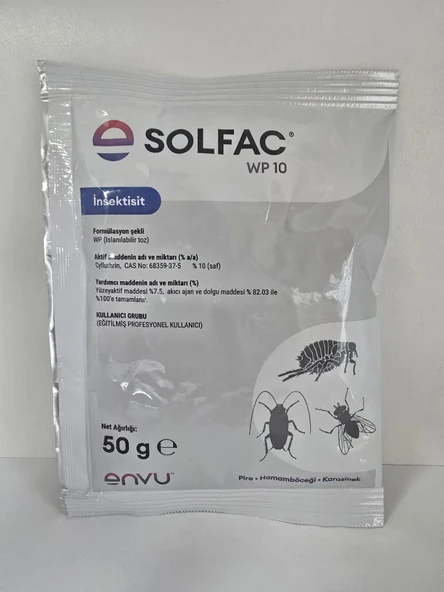 SOLFAC®
WP 10
İnsektisit
Formülasyon şekli
WP (Islanılabilir toz)
Aktif maddenin adı ve miktarı (% a/a)
Cyfluthrin, CAS No: 68359-37-5 % 10 (saf)
Yardımcı maddenin adı ve miktarı (%)
Yüzeyaktif maddesi %7.5, akıcı ajan ve dolgu maddesi % 82.03 ile
%100'e tamamlanır.
KULLANICI GRUBU
(EĞİTİLMİŞ PROFESYONEL KULLANICI)
Net Ağırlığı:
50 g e
envu™
Pire • Hamamböceği • Karasinek